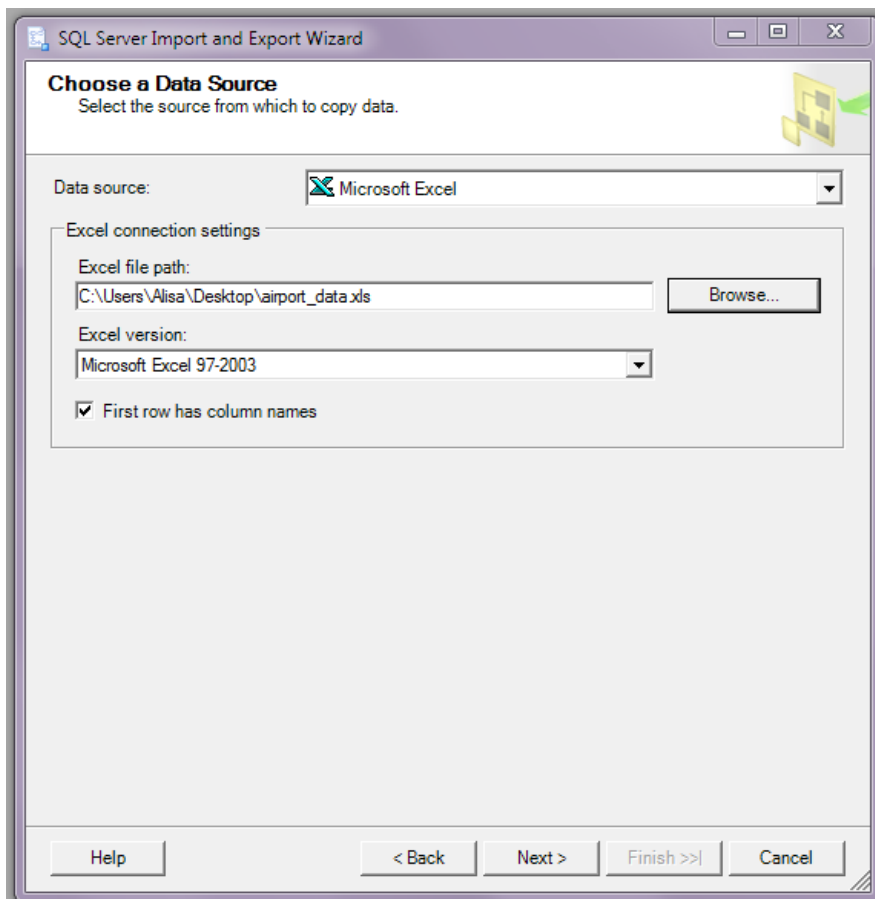 SQL Server Import and Export Wizard
Choose a Data Source
Select the source from which to copy data.
Data source:
Microsoft Excel
Excel connection settings
Excel file path:
C:\Users\Alisa\Desktop\airport_data.xls
Browse...
Excel version:
Microsoft Excel 97-2003
First row has column names
Help
< Back
Next >
Finish >>|
Cancel